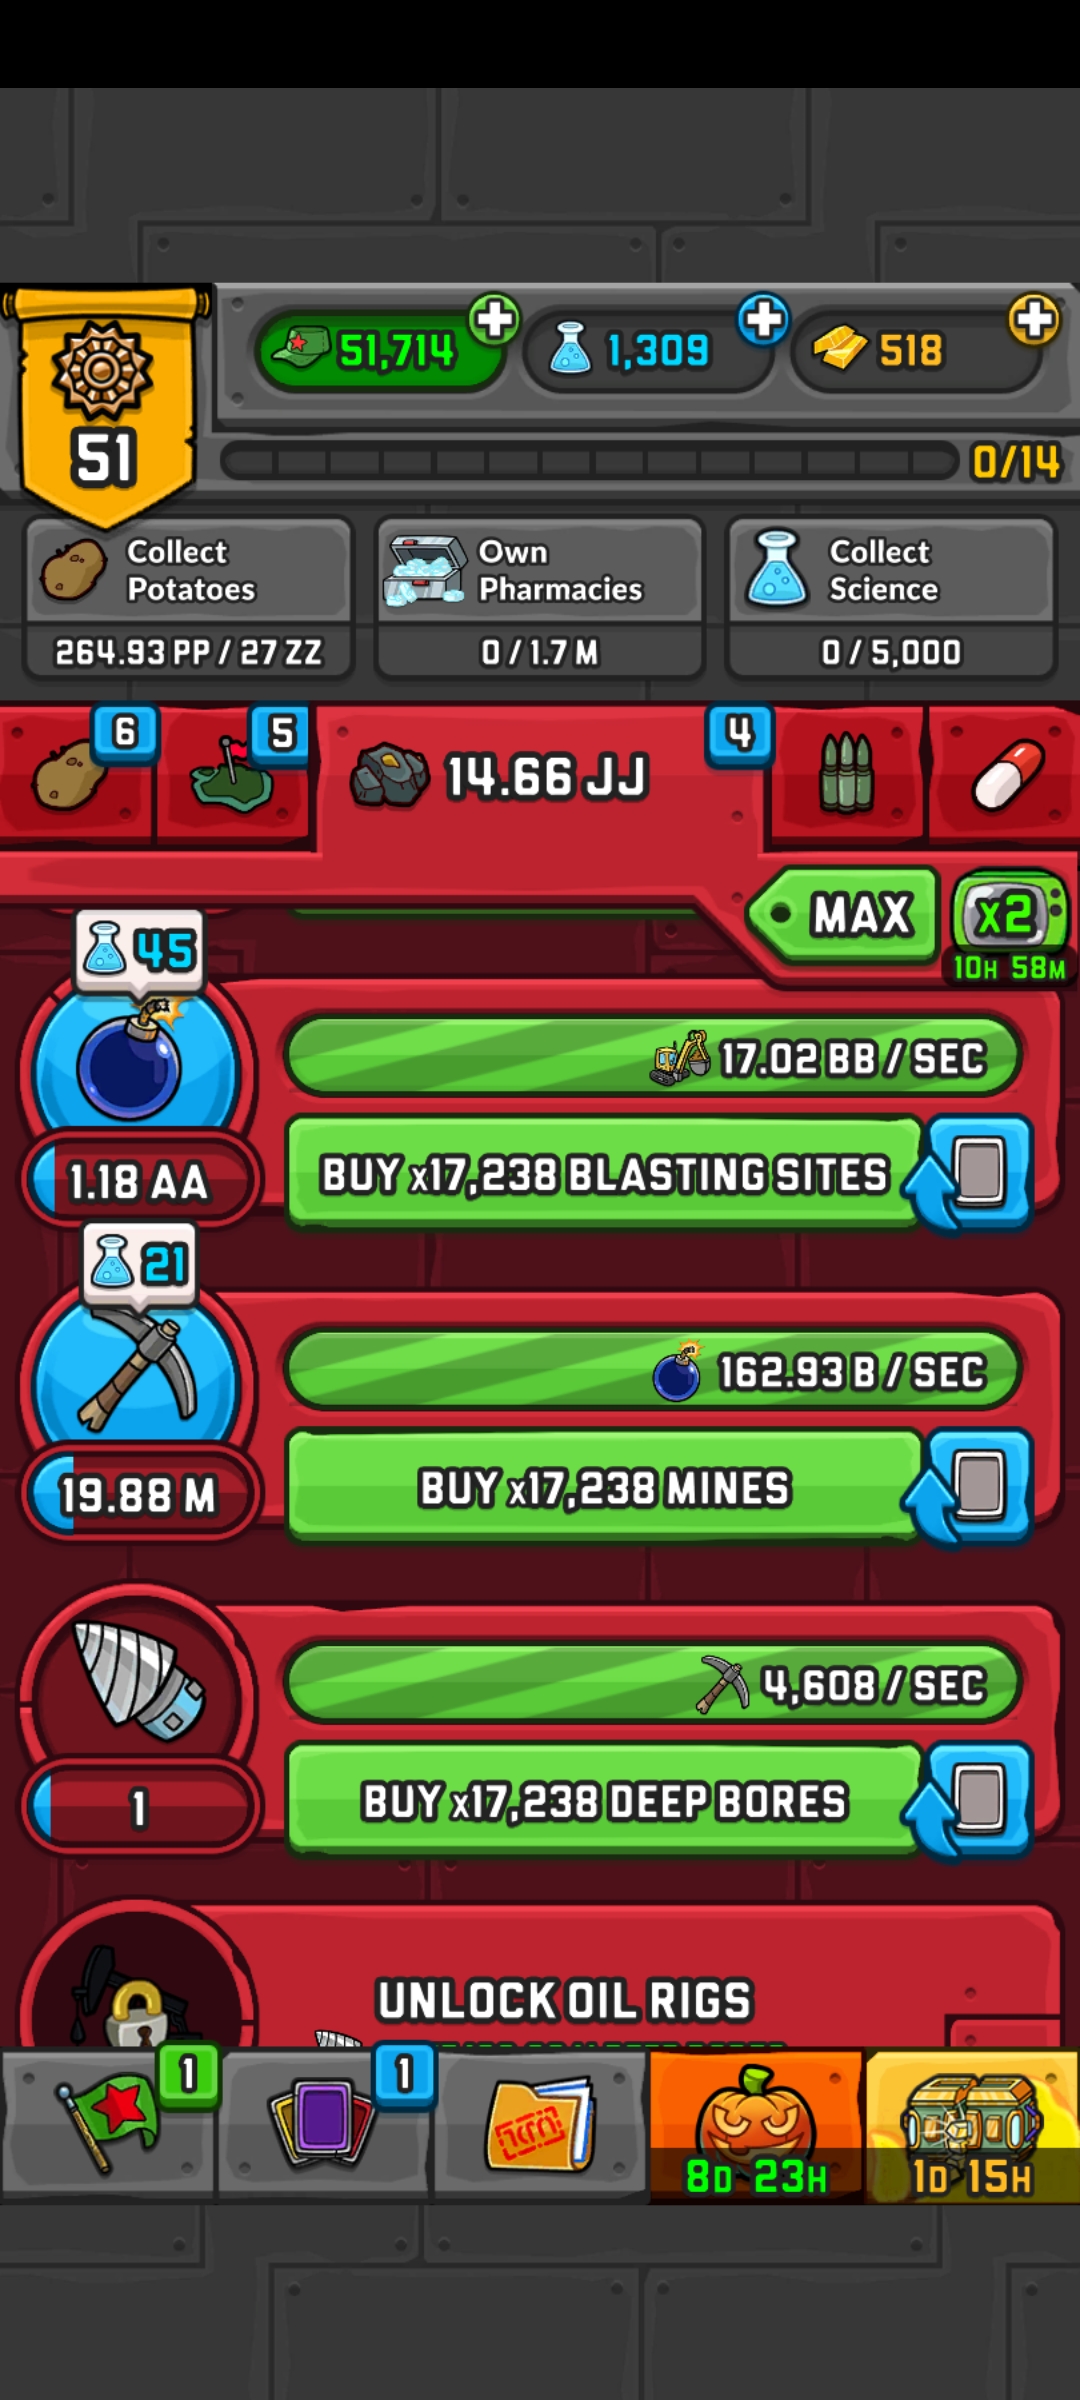 51,714
1,309
518
51
0/14
Collect
Potatoes
264.93 PP / 27 ZZ
Own
Pharmacies
0 / 1.7 M
Collect
Science
0 / 5,000
6
5
14.66 JJ
4
MAX
x2
10H 58M
45
17.02 BB / SEC
1.18 AA
BUY x17,238 BLASTING SITES
21
162.93 B / SEC
19.88 M
BUY x17,238 MINES
4,608 / SEC
1
BUY x17,238 DEEP BORES
UNLOCK OIL RIGS
1
1
8D 23H
1D 15H